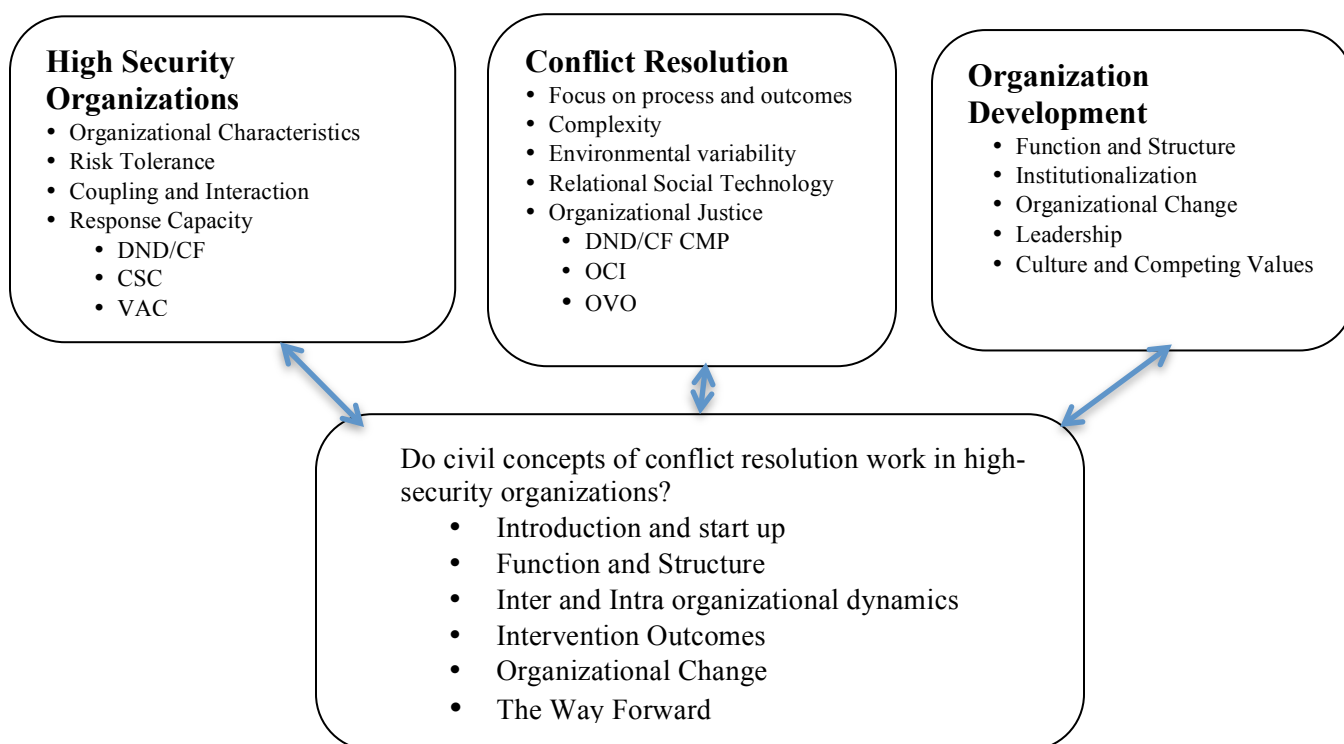 High Security
Organizations
• Organizational Characteristics
• Risk Tolerance
• Coupling and Interaction
• Response Capacity
• DND/CF
• CSC
• VAC
Conflict Resolution
• Focus on process and outcomes
• Complexity
• Environmental variability
• Relational Social Technology
• Organizational Justice
• DND/CF CMP
• OCI
• OVO
Organization
Development
• Function and Structure
• Institutionalization
• Organizational Change
• Leadership
• Culture and Competing Values
Do civil concepts of conflict resolution work in high-
security organizations?
• Introduction and start up
• Function and Structure
• Inter and Intra organizational dynamics
• Intervention Outcomes
• Organizational Change
• The Way Forward